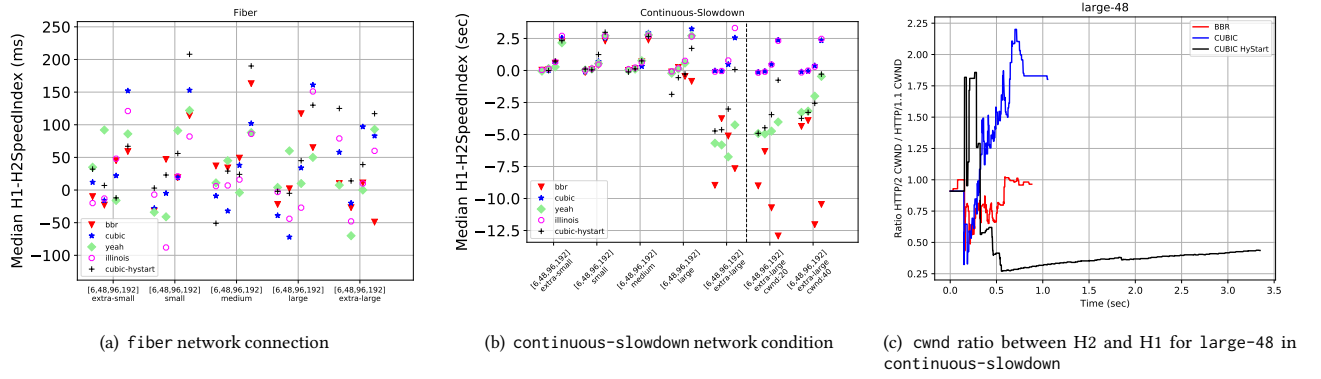 Fiber
Median H1-H2SpeedIndex (ms)
200
150
100
50
0
−50
−100
bbr
cubic
yeah
illinois
cubic-hystart
[6,48,96,192]
extra-small
[6,48,96,192]
small
[6,48,96,192]
medium
[6,48,96,192]
large
[6,48,96,192]
extra-large
(a) fiber network connection
Continuous-Slowdown
Median H1-H2SpeedIndex (sec)
2.5
0.0
−2.5
−5.0
−7.5
−10.0
−12.5
bbr
cubic
yeah
illinois
cubic-hystart
[6,48,96,192]
extra-small
[6,48,96,192]
small
[6,48,96,192]
medium
[6,48,96,192]
large
[6,48,96,192]
extra-large
[6,48,96,192]
extra-large
cwnd:20
[6,48,96,192]
extra-large
cwnd:40
(b) continuous-slowdown network condition
large-48
Ratio HTTP/2 CWND / HTTP/1.1 CWND
2.25
2.00
1.75
1.50
1.25
1.00
0.75
0.50
0.25
BBR
CUBIC
CUBIC HyStart
0.0
0.5
1.0
1.5
2.0
2.5
3.0
3.5
Time (sec)
(c) cwnd ratio between H2 and H1 for large-48 in
continuous-slowdown